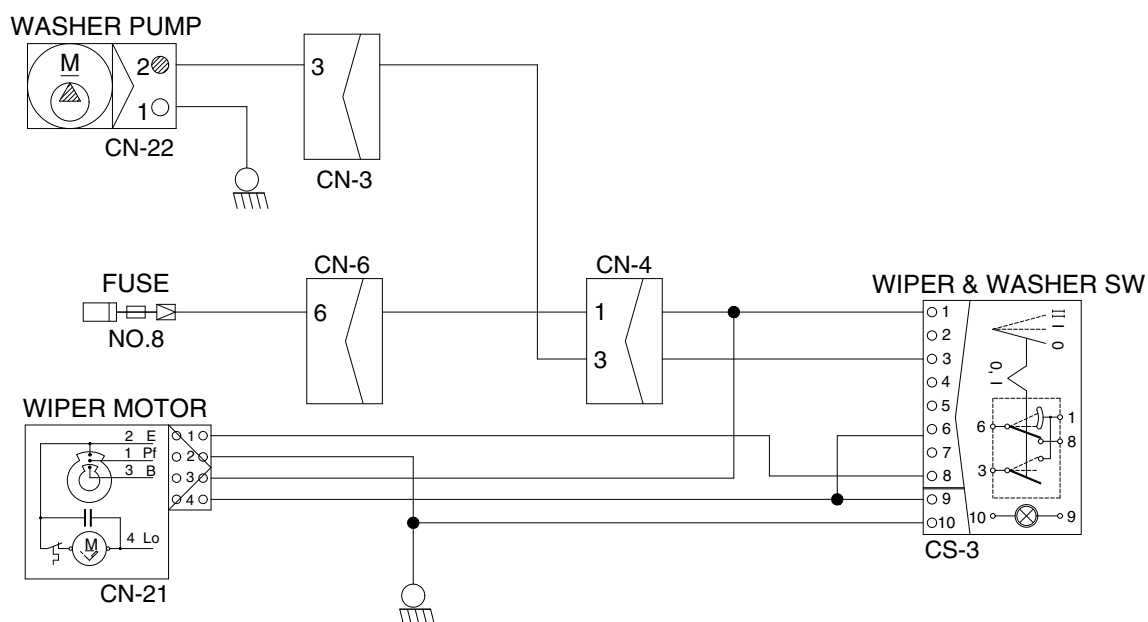 WASHER PUMP
M
2
1
CN-22
3
CN-3
FUSE
NO.8
CN-6
6
CN-4
1
3
WIPER & WASHER SW
1
2
3
4
5
6
7
8
9
10
II
I
0
0, I
6
1
8
3
10
9
CS-3
WIPER MOTOR
2 E
1 Pf
3 B
M
4 Lo
1
2
3
4
CN-21